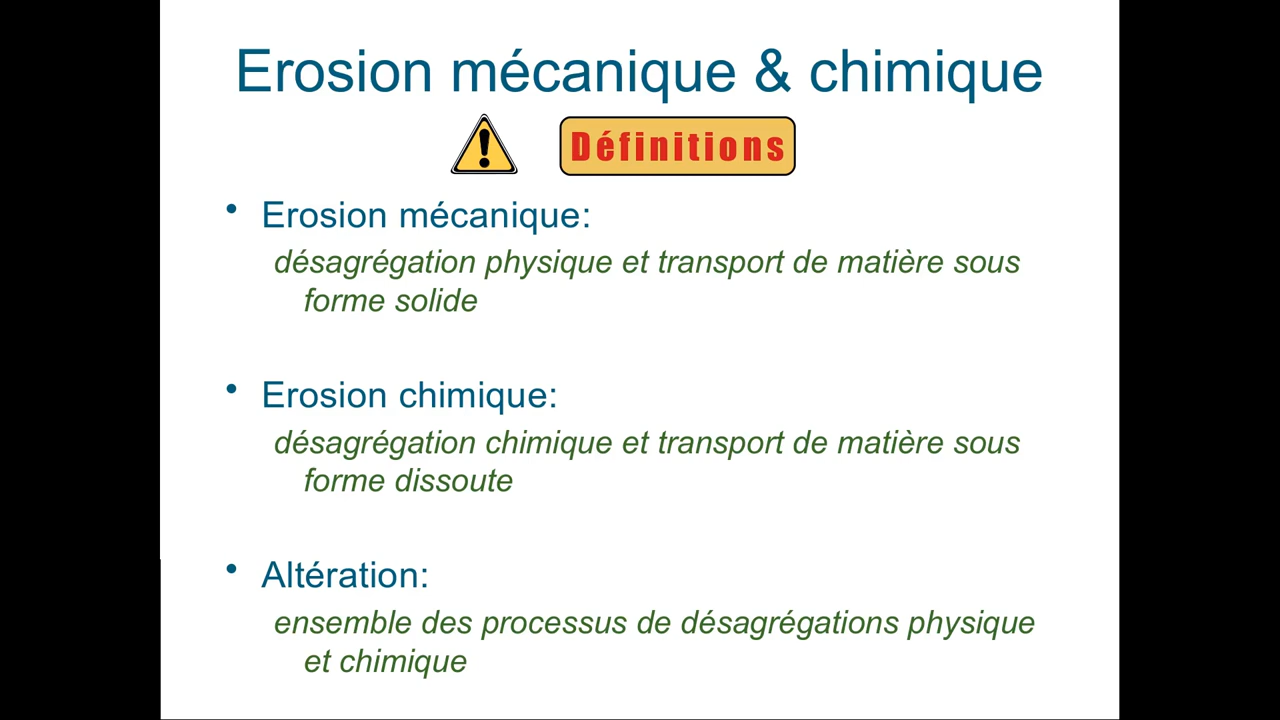 Erosion mécanique & chimique
Définitions
• Erosion mécanique:
désagrégation physique et transport de matière sous
forme solide
• Erosion chimique:
désagrégation chimique et transport de matière sous
forme dissoute
• Altération:
ensemble des processus de désagrégations physique
et chimique